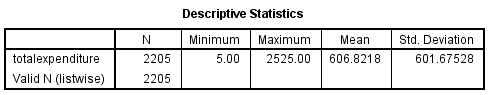 Descriptive Statistics
N Minimum Maximum Mean Std. Deviation
totalexpenditure 2205 5.00 2525.00 606.8218 601.67528
Valid N (listwise) 2205